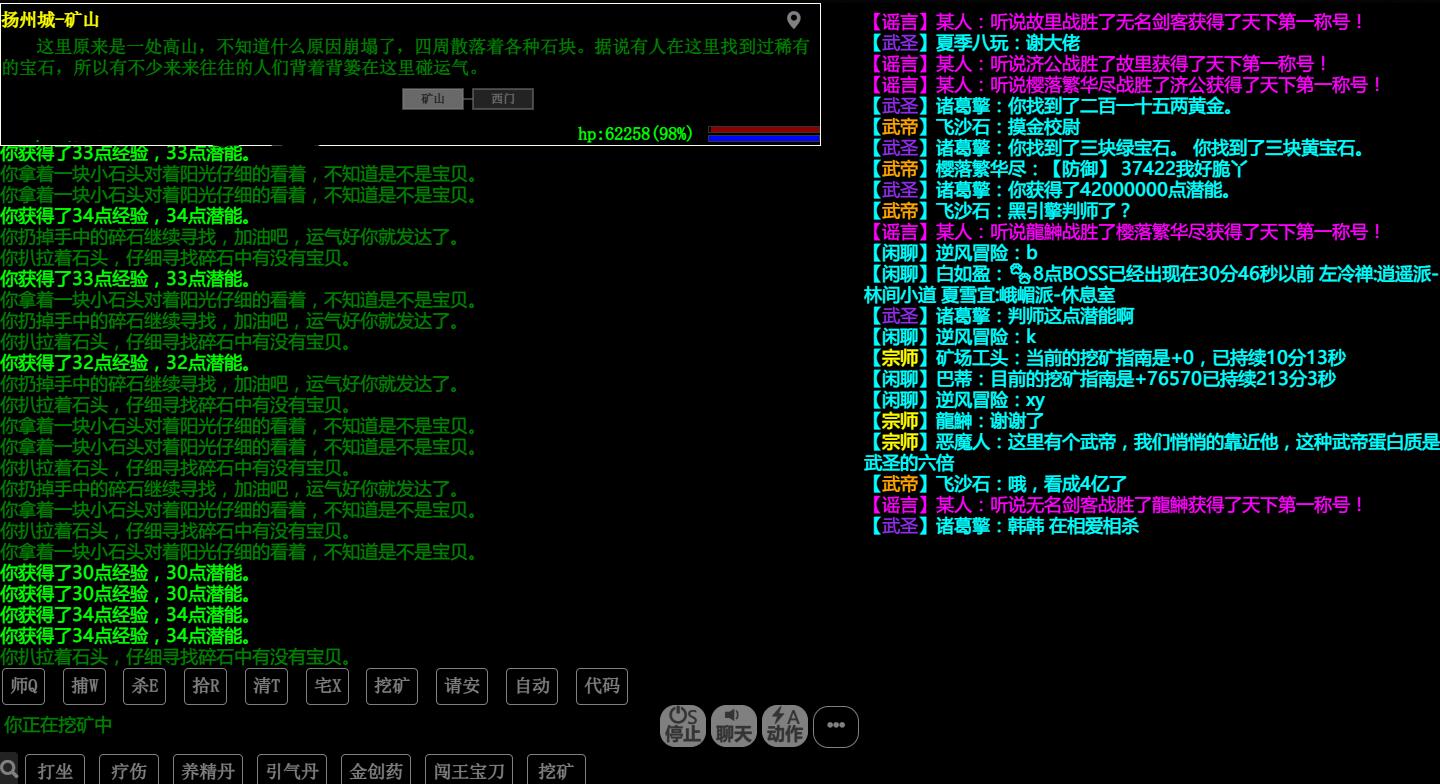 扬州城-矿山
这里原来是一处高山，不知道什么原因崩塌了，四周散落着各种石块。据说有人在这里找到过稀有
的宝石，所以有不少来来往往的人们背着背篓在这里碰运气。
矿山
西门
hp:62258(98%)
你获得了33点经验，33点潜能。
你拿着一块小石头对着阳光仔细的看着，不知道是不是宝贝。
你拿着一块小石头对着阳光仔细的看着，不知道是不是宝贝。
你获得了34点经验，34点潜能。
你扔掉手中的碎石继续寻找，加油吧，运气好你就发达了。
你扒拉着石头，仔细寻找碎石中有没有宝贝。
你获得了33点经验，33点潜能。
你拿着一块小石头对着阳光仔细的看着，不知道是不是宝贝。
你扔掉手中的碎石继续寻找，加油吧，运气好你就发达了。
你扒拉着石头，仔细寻找碎石中有没有宝贝。
你获得了32点经验，32点潜能。
你扔掉手中的碎石继续寻找，加油吧，运气好你就发达了。
你扒拉着石头，仔细寻找碎石中有没有宝贝。
你拿着一块小石头对着阳光仔细的看着，不知道是不是宝贝。
你拿着一块小石头对着阳光仔细的看着，不知道是不是宝贝。
你扒拉着石头，仔细寻找碎石中有没有宝贝。
你扔掉手中的碎石继续寻找，加油吧，运气好你就发达了。
你拿着一块小石头对着阳光仔细的看着，不知道是不是宝贝。
你扒拉着石头，仔细寻找碎石中有没有宝贝。
你拿着一块小石头对着阳光仔细的看着，不知道是不是宝贝。
你获得了30点经验，30点潜能。
你获得了30点经验，30点潜能。
你获得了34点经验，34点潜能。
你获得了34点经验，34点潜能。
你扒拉着石头，仔细寻找碎石中有没有宝贝。
师Q 捕W 杀E 拾R 清T 宅X 挖矿 请安 自动 代码
你正在挖矿中
S停止 聊天 A动作
打坐 疗伤 养精丹 引气丹 金创药 闯王宝刀 挖矿
【谣言】某人：听说故里战胜了无名剑客获得了天下第一称号！
【武圣】夏季八玩：谢大佬
【谣言】某人：听说济公战胜了故里获得了天下第一称号！
【谣言】某人：听说樱落繁华尽战胜了济公获得了天下第一称号！
【武圣】诸葛擎：你找到了二百一十五两黄金。
【武帝】飞沙石：摸金校尉
【武圣】诸葛擎：你找到了三块绿宝石。 你找到了三块黄宝石。
【武帝】樱落繁华尽：【防御】 37422我好脆丫
【武圣】诸葛擎：你获得了42000000点潜能。
【武帝】飞沙石：黑引擎判师了？
【谣言】某人：听说龍鰰战胜了樱落繁华尽获得了天下第一称号！
【闲聊】逆风冒险：b
【闲聊】白如盈：8点BOSS已经出现在30分46秒以前 左冷禅:逍遥派-
林间小道 夏雪宜:峨嵋派-休息室
【武圣】诸葛擎：判师这点潜能啊
【闲聊】逆风冒险：k
【宗师】矿场工头：当前的挖矿指南是+0，已持续10分13秒
【闲聊】巴蒂：目前的挖矿指南是+76570已持续213分3秒
【闲聊】逆风冒险：xy
【宗师】龍鰰：谢谢了
【宗师】恶魔人：这里有个武帝，我们悄悄的靠近他，这种武帝蛋白质是
武圣的六倍
【武帝】飞沙石：哦，看成4亿了
【谣言】某人：听说无名剑客战胜了龍鰰获得了天下第一称号！
【武圣】诸葛擎：韩韩 在相爱相杀